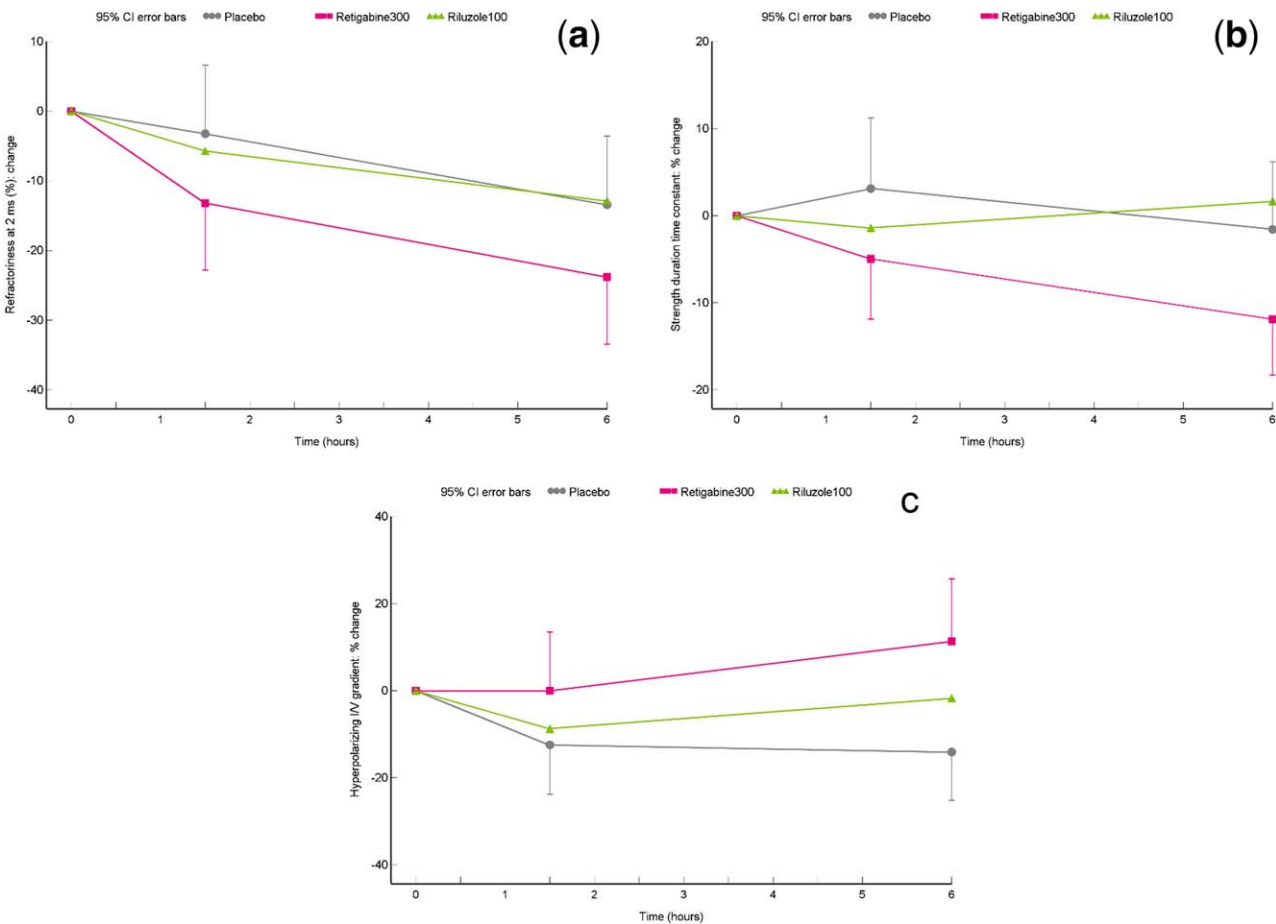 95% CI error bars Placebo Retigabine300 Riluzole100
(a)
10
0
-10
-20
-30
-40
Refractoriness at 2 ms (%): change
0 1 2 3 4 5 6
Time (hours)
95% CI error bars Placebo Retigabine300 Riluzole100
(b)
20
10
0
-10
-20
Strength duration time constant: % change
0 1 2 3 4 5 6
Time (hours)
95% CI error bars Placebo Retigabine300 Riluzole100
c
40
20
0
-20
-40
Hyperpolarizing I/V gradient: % change
0 1 2 3 4 5 6
Time (hours)